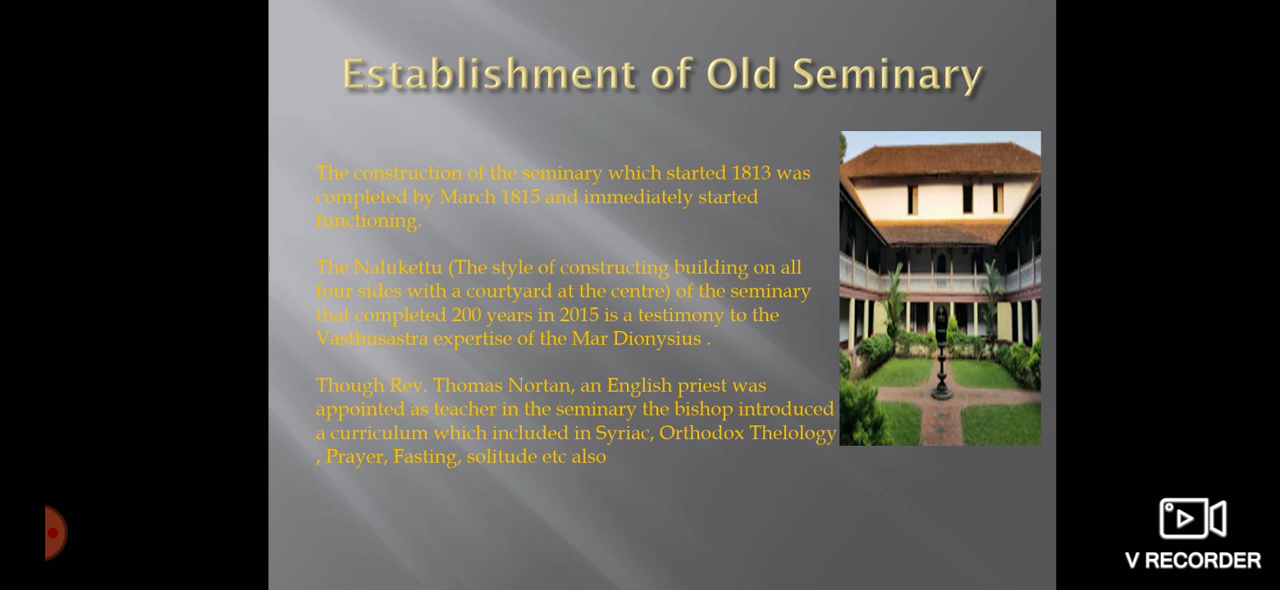 Establishment of Old Seminary
The construction of the seminary which started 1813 was
completed by March 1815 and immediately started
functioning.
The Nalukettu (The style of constructing building on all
four sides with a courtyard at the centre) of the seminary
that completed 200 years in 2015 is a testimony to the
Vasthusastra expertise of the Mar Dionysius .
Though Rev. Thomas Nortan, an English priest was
appointed as teacher in the seminary the bishop introduced
a curriculum which included in Syriac, Orthodox Thelology
, Prayer, Fasting, solitude etc also
V RECORDER